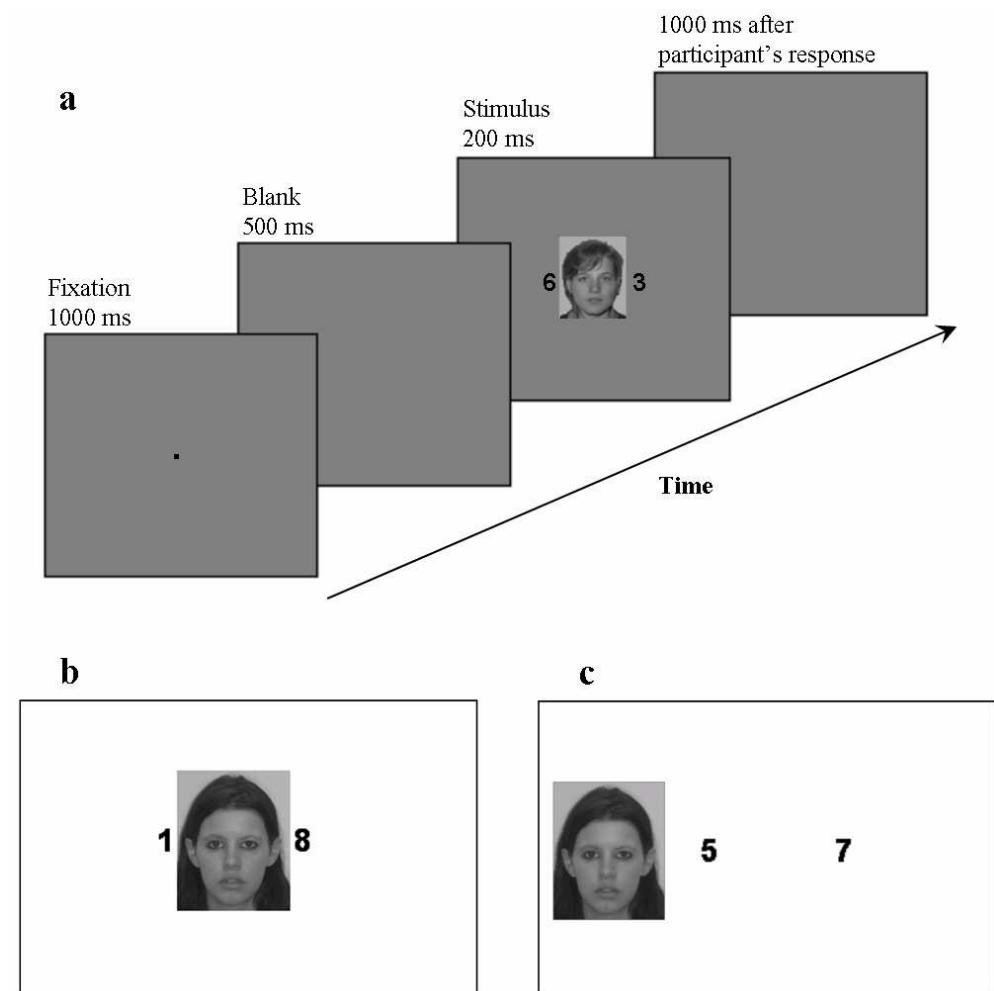 1000 ms after
participant's response
a
Stimulus
200 ms
6 3
Blank
500 ms
Fixation
1000 ms
Time
b
c
1 8
5 7